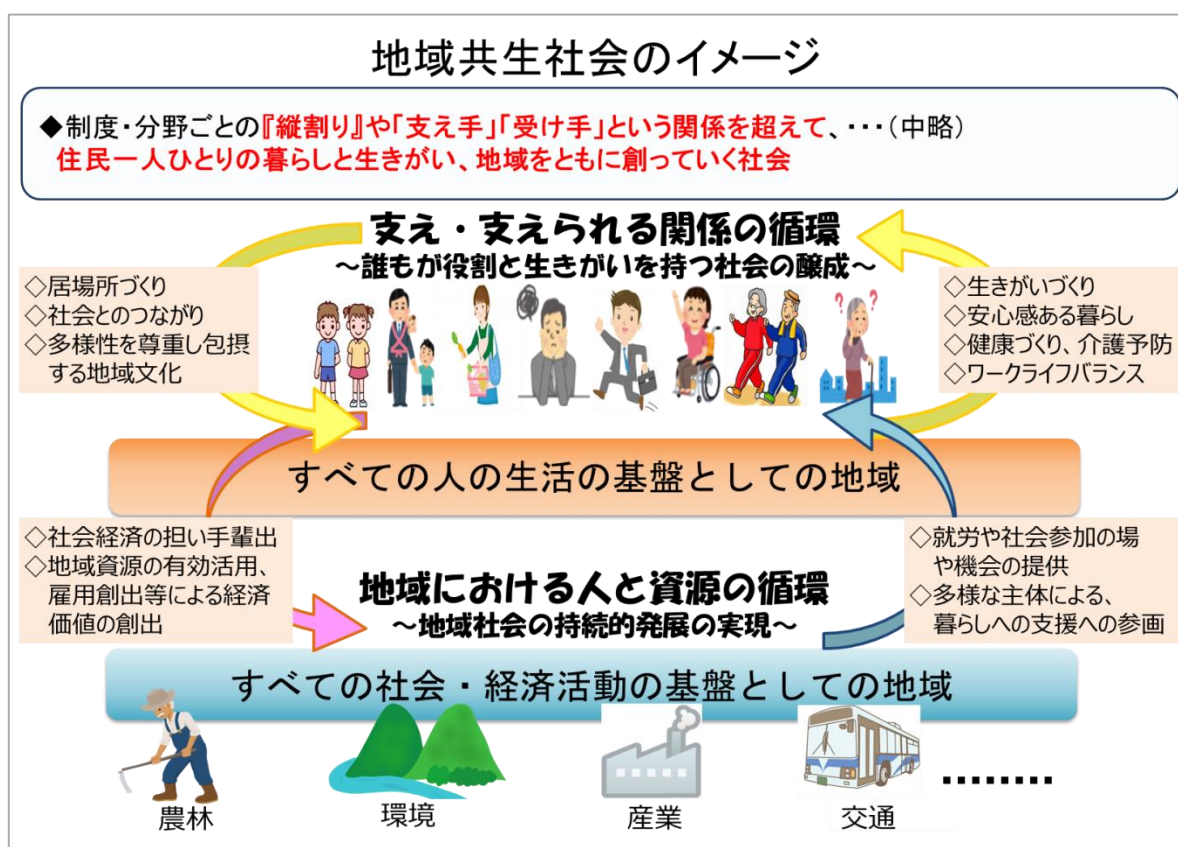 地域共生社会のイメージ
◆制度・分野ごとの『縦割り』や「支え手」「受け手」という関係を超えて、・・・(中略)
住民一人ひとりの暮らしと生きがい、地域をともに創っていく社会
支え・支えられる関係の循環
～誰もが役割と生きがいを持つ社会の醸成～
◇居場所づくり
◇社会とのつながり
◇多様性を尊重し包摂
する地域文化
◇生きがいづくり
◇安心感ある暮らし
◇健康づくり、介護予防
◇ワークライフバランス
すべての人の生活の基盤としての地域
◇社会経済の担い手輩出
◇地域資源の有効活用、
雇用創出等による経済
価値の創出
◇就労や社会参加の場
や機会の提供
◇多様な主体による、
暮らしへの支援への参画
地域における人と資源の循環
～地域社会の持続的発展の実現～
すべての社会・経済活動の基盤としての地域
農林
環境
産業
交通
………